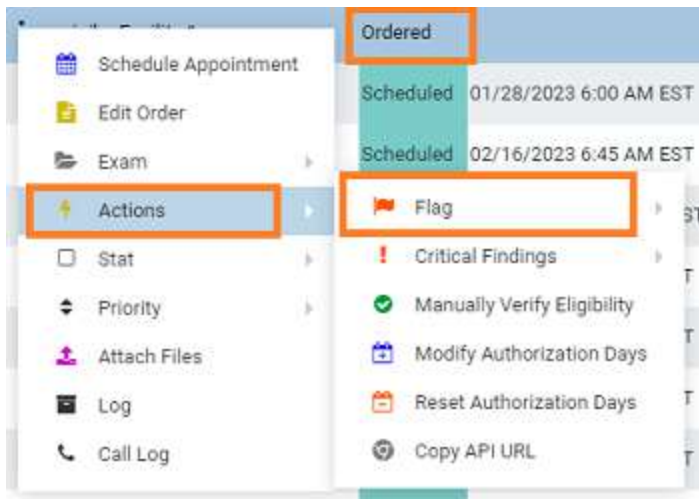 Ordered
Schedule Appointment
Scheduled 01/28/2023 6:00 AM EST
Edit Order
Scheduled 02/16/2023 6:45 AM EST
Exam
Actions
Flag
Stat
Critical Findings
Priority
Manually Verify Eligibility
Attach Files
Modify Authorization Days
Log
Reset Authorization Days
Call Log
Copy API URL